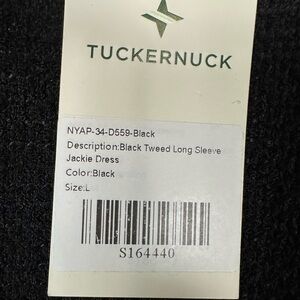 TUCKERNUCK
NYAP-34-D559-Black
Description:Black Tweed Long Sleeve
Jackie Dress
Color:Black
Size:L
S164440